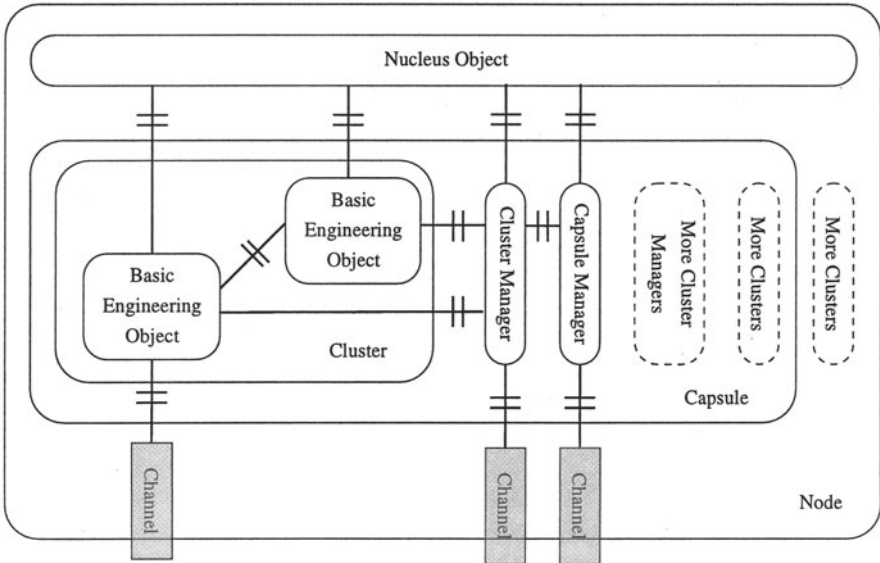 Nucleus Object
Basic
Engineering
Object
Basic
Engineering
Object
Cluster
Cluster Manager
Capsule Manager
More Cluster
Managers
More Clusters
More Clusters
Capsule
Channel
Channel
Channel
Node